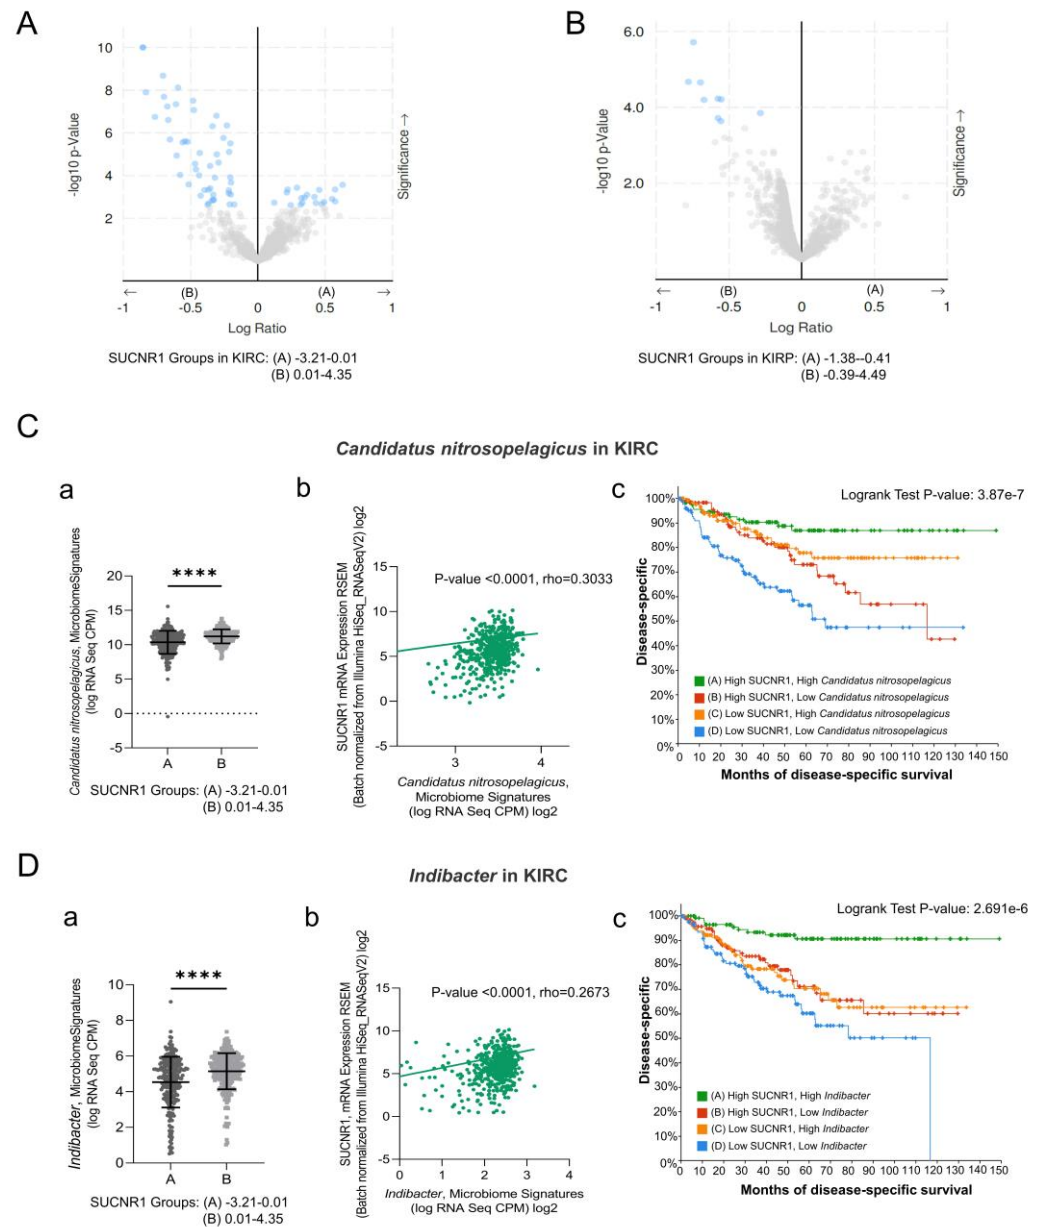 A
10
8
6
4
2
-log10 p-Value
Significance →
← (B) (A) →
-1 -0.5 0 0.5 1
Log Ratio
SUCNR1 Groups in KIRC: (A) -3.21-0.01
(B) 0.01-4.35
B
6.0
4.0
2.0
-log10 p-Value
Significance →
← (B) (A) →
-1 -0.5 0 0.5 1
Log Ratio
SUCNR1 Groups in KIRP: (A) -1.38--0.41
(B) -0.39-4.49
C
Candidatus nitrosopelagicus in KIRC
a
Candidatus nitrosopelagicus, MicrobiomeSignatures
(log RNA Seq CPM)
20
15
10
5
0
-5
****
A B
SUCNR1 Groups: (A) -3.21-0.01
(B) 0.01-4.35
b
SUCNR1 mRNA Expression RSEM
(Batch normalized from Illumina HiSeq_RNASeqV2) log2
15
10
5
0
-5
P-value <0.0001, rho=0.3033
3 4
Candidatus nitrosopelagicus,
Microbiome Signatures
(log RNA Seq CPM) log2
c
Logrank Test P-value: 3.87e-7
Disease-specific
100%
90%
80%
70%
60%
50%
40%
30%
20%
10%
0%
(A) High SUCNR1, High Candidatus nitrosopelagicus
(B) High SUCNR1, Low Candidatus nitrosopelagicus
(C) Low SUCNR1, High Candidatus nitrosopelagicus
(D) Low SUCNR1, Low Candidatus nitrosopelagicus
0 10 20 30 40 50 60 70 80 90 100 110 120 130 140 150
Months of disease-specific survival
D
Indibacter in KIRC
a
Indibacter, MicrobiomeSignatures
(log RNA Seq CPM)
10
8
6
4
2
0
****
A B
SUCNR1 Groups: (A) -3.21-0.01
(B) 0.01-4.35
b
SUCNR1, mRNA Expression RSEM
(Batch normalized from Illumina HiSeq_RNASeqV2) log2
15
10
5
0
-5
P-value <0.0001, rho=0.2673
0 1 2 3 4
Indibacter, Microbiome Signatures
(log RNA Seq CPM) log2
c
Logrank Test P-value: 2.691e-6
Disease-specific
100%
90%
80%
70%
60%
50%
40%
30%
20%
10%
0%
(A) High SUCNR1, High Indibacter
(B) High SUCNR1, Low Indibacter
(C) Low SUCNR1, High Indibacter
(D) Low SUCNR1, Low Indibacter
0 10 20 30 40 50 60 70 80 90 100 110 120 130 140 150
Months of disease-specific survival